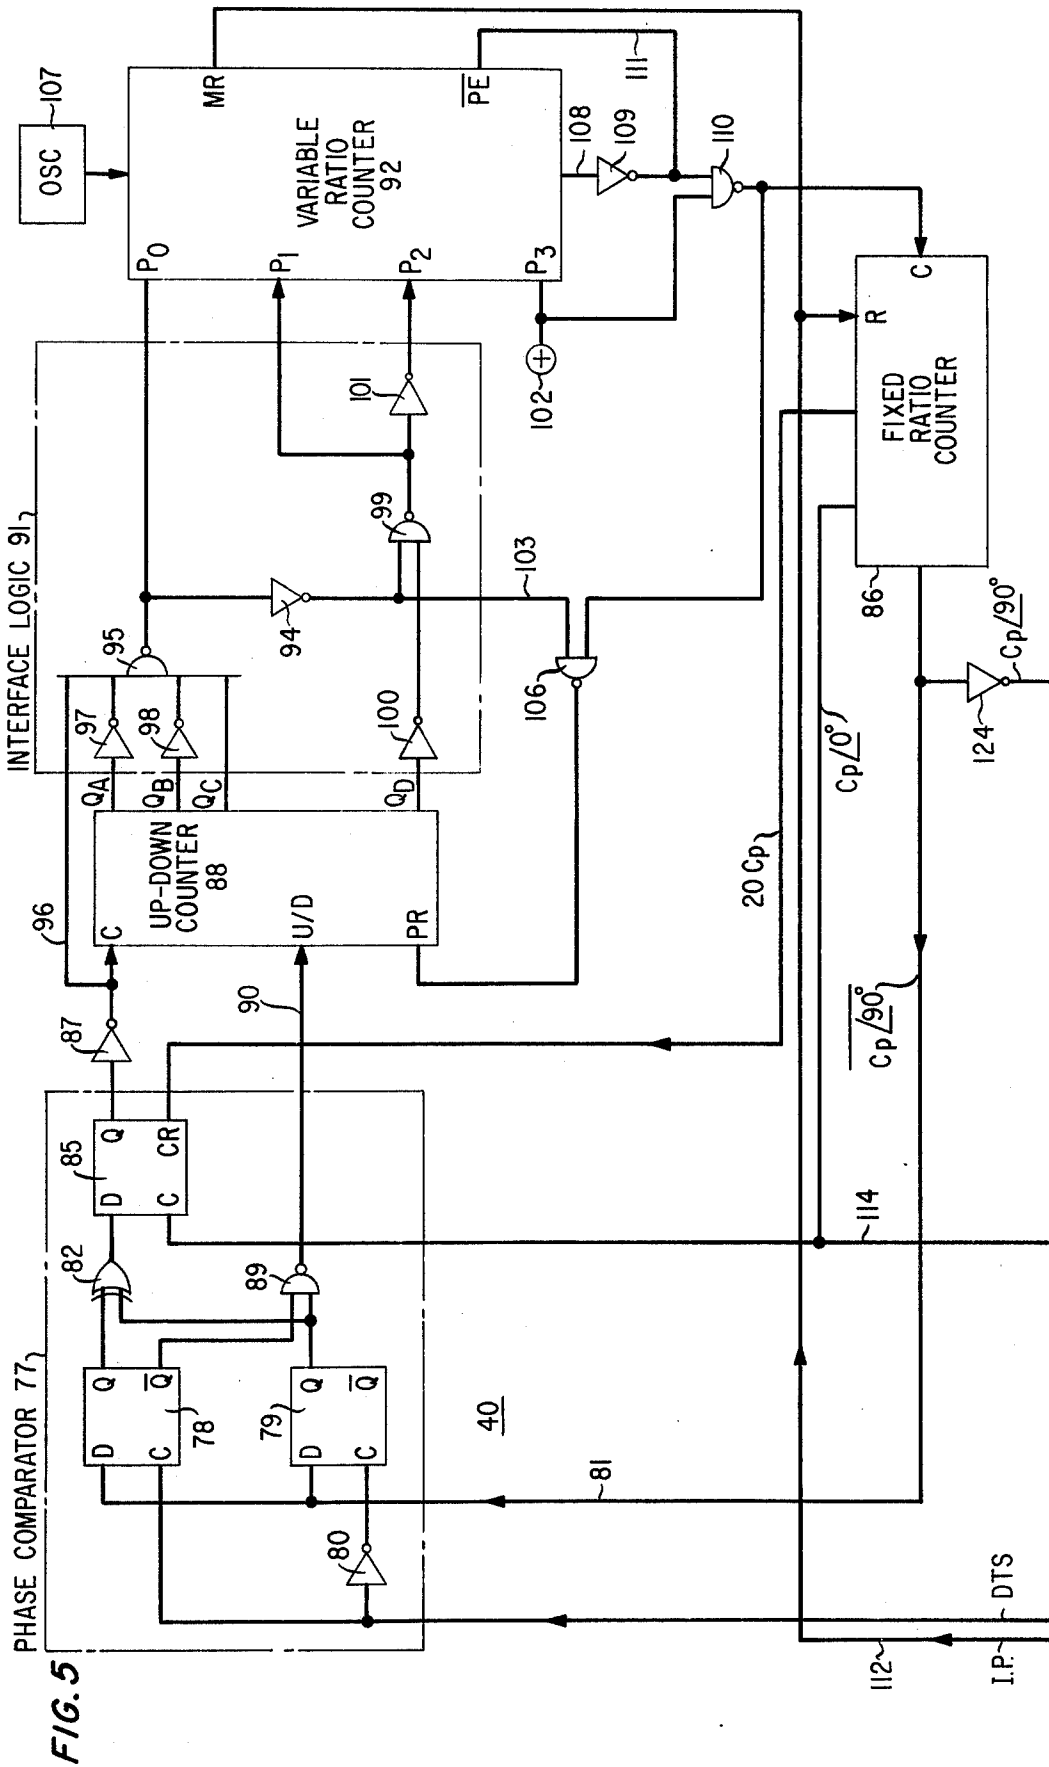 FIG. 5
PHASE COMPARATOR 77
INTERFACE LOGIC 91
OSC
107
D
Q
C
Q̅
78
79
D
Q
C
Q̅
80
81
82
89
85
D
Q
C
CR
87
90
96
C
UP-DOWN
COUNTER
88
U/D
PR
QA
QB
QC
QD
97
98
95
94
100
99
101
103
106
P0
P1
P2
P3
VARIABLE
RATIO
COUNTER
92
MR
P̅E̅
102
108
109
110
111
40
20 Cp
Cp/0°
C̅p̅/̅9̅0̅°̅
Cp/90°
FIXED
RATIO
COUNTER
R
C
86
124
114
112
I.P.
DTS